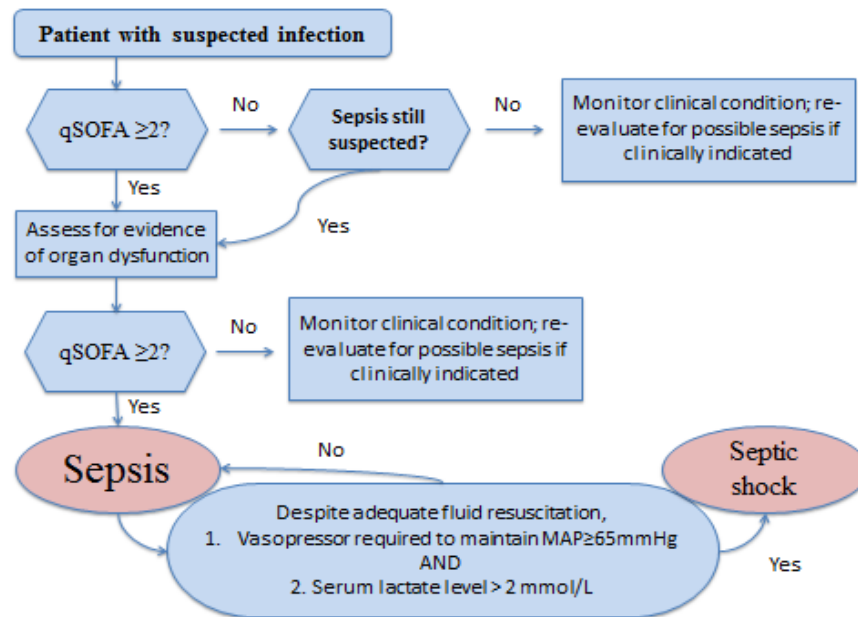 Patient with suspected infection
qSOFA ≥2?
No
Sepsis still
suspected?
No
Monitor clinical condition; re-
evaluate for possible sepsis if
clinically indicated
Yes
Yes
Assess for evidence
of organ dysfunction
qSOFA ≥2?
No
Monitor clinical condition; re-
evaluate for possible sepsis if
clinically indicated
Yes
Sepsis
No
Septic
shock
Despite adequate fluid resuscitation,
1. Vasopressor required to maintain MAP≥65mmHg
AND
2. Serum lactate level > 2 mmol/L
Yes